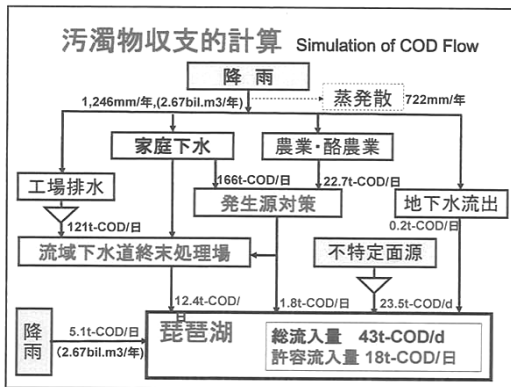 汚濁物収支的計算 Simulation of COD Flow
降雨
1,246mm/年,(2.67bil.m3/年)
蒸発散
722mm/年
家庭下水
農業・酪農業
工場排水
166t-COD/日
22.7t-COD/日
発生源対策
地下水流出
121t-COD/日
0.2t-COD/日
流域下水道終末処理場
不特定面源
12.4t-COD/
日
1.8t-COD/日
23.5t-COD/d
降雨
5.1t-COD/日
(2.67bil.m3/年)
琵琶湖
総流入量 43t-COD/d
許容流入量 18t-COD/日